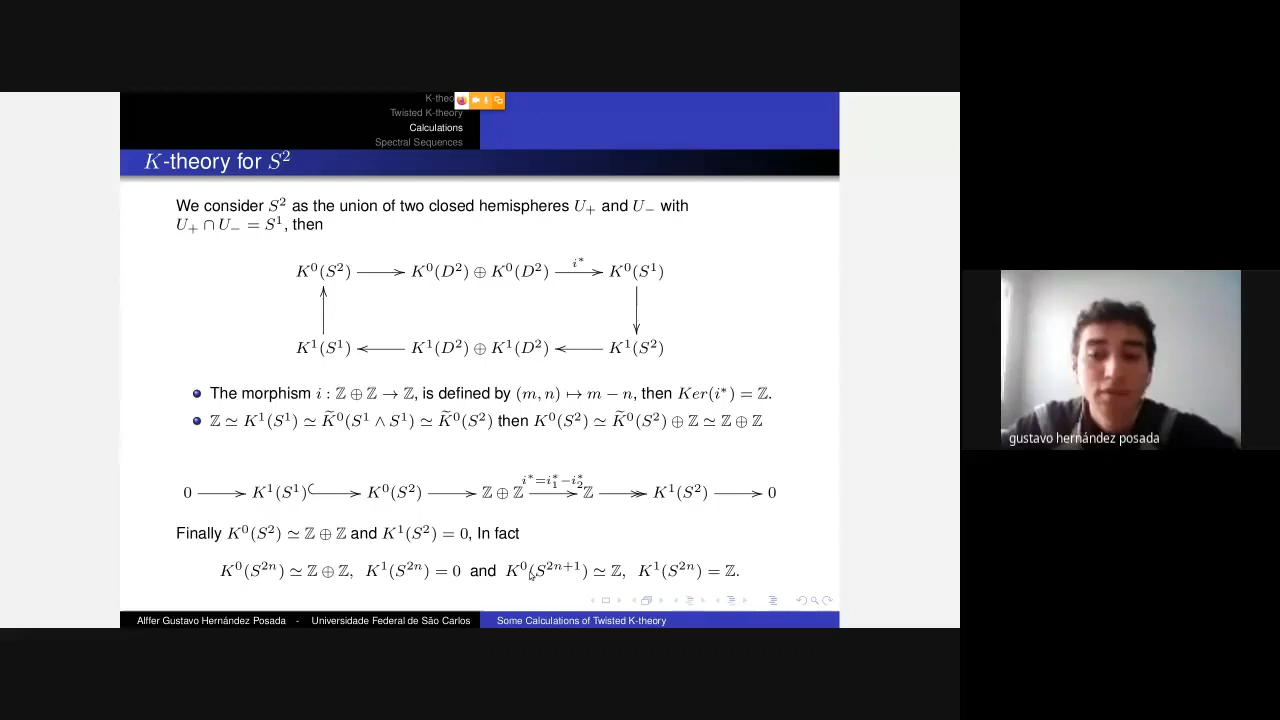 K-theo
Twisted K-theory
Calculations
Spectral Sequences
K-theory for S²
We consider S² as the union of two closed hemispheres U₊ and U₋ with
U₊ ∩ U₋ = S¹, then
K⁰(S²) ⟶ K⁰(D²) ⊕ K⁰(D²) ⟶ K⁰(S¹)
i*
K¹(S¹) ⟵ K¹(D²) ⊕ K¹(D²) ⟵ K¹(S²)
The morphism i : ℤ ⊕ ℤ → ℤ, is defined by (m, n) ↦ m − n, then Ker(i*) = ℤ.
ℤ ≃ K¹(S¹) ≃ K̃⁰(S¹ ∧ S¹) ≃ K̃⁰(S²) then K⁰(S²) ≃ K̃⁰(S²) ⊕ ℤ ≃ ℤ ⊕ ℤ
i*=i₁*−i₂*
0 ⟶ K¹(S¹) ↪ K⁰(S²) ⟶ ℤ ⊕ ℤ ⟶ ℤ ↠ K¹(S²) ⟶ 0
Finally K⁰(S²) ≃ ℤ ⊕ ℤ and K¹(S²) = 0, In fact
K⁰(S²ⁿ) ≃ ℤ ⊕ ℤ, K¹(S²ⁿ) = 0 and K⁰(S²ⁿ⁺¹) ≃ ℤ, K¹(S²ⁿ) = ℤ.
Alffer Gustavo Hernández Posada - Universidade Federal de São Carlos
Some Calculations of Twisted K-theory
gustavo hernández posada